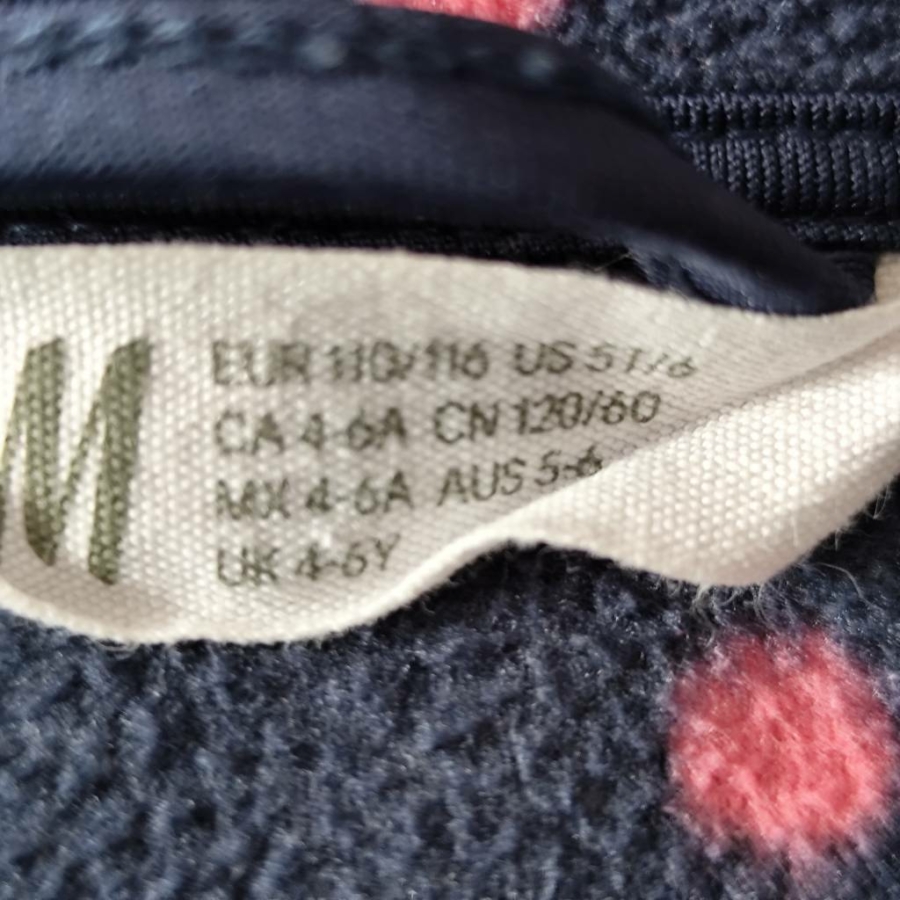 M
EUR 110/116 US 5T/6
CA 4-6A CN 120/60
MX 4-6A AUS 5-6
UK 4-6Y